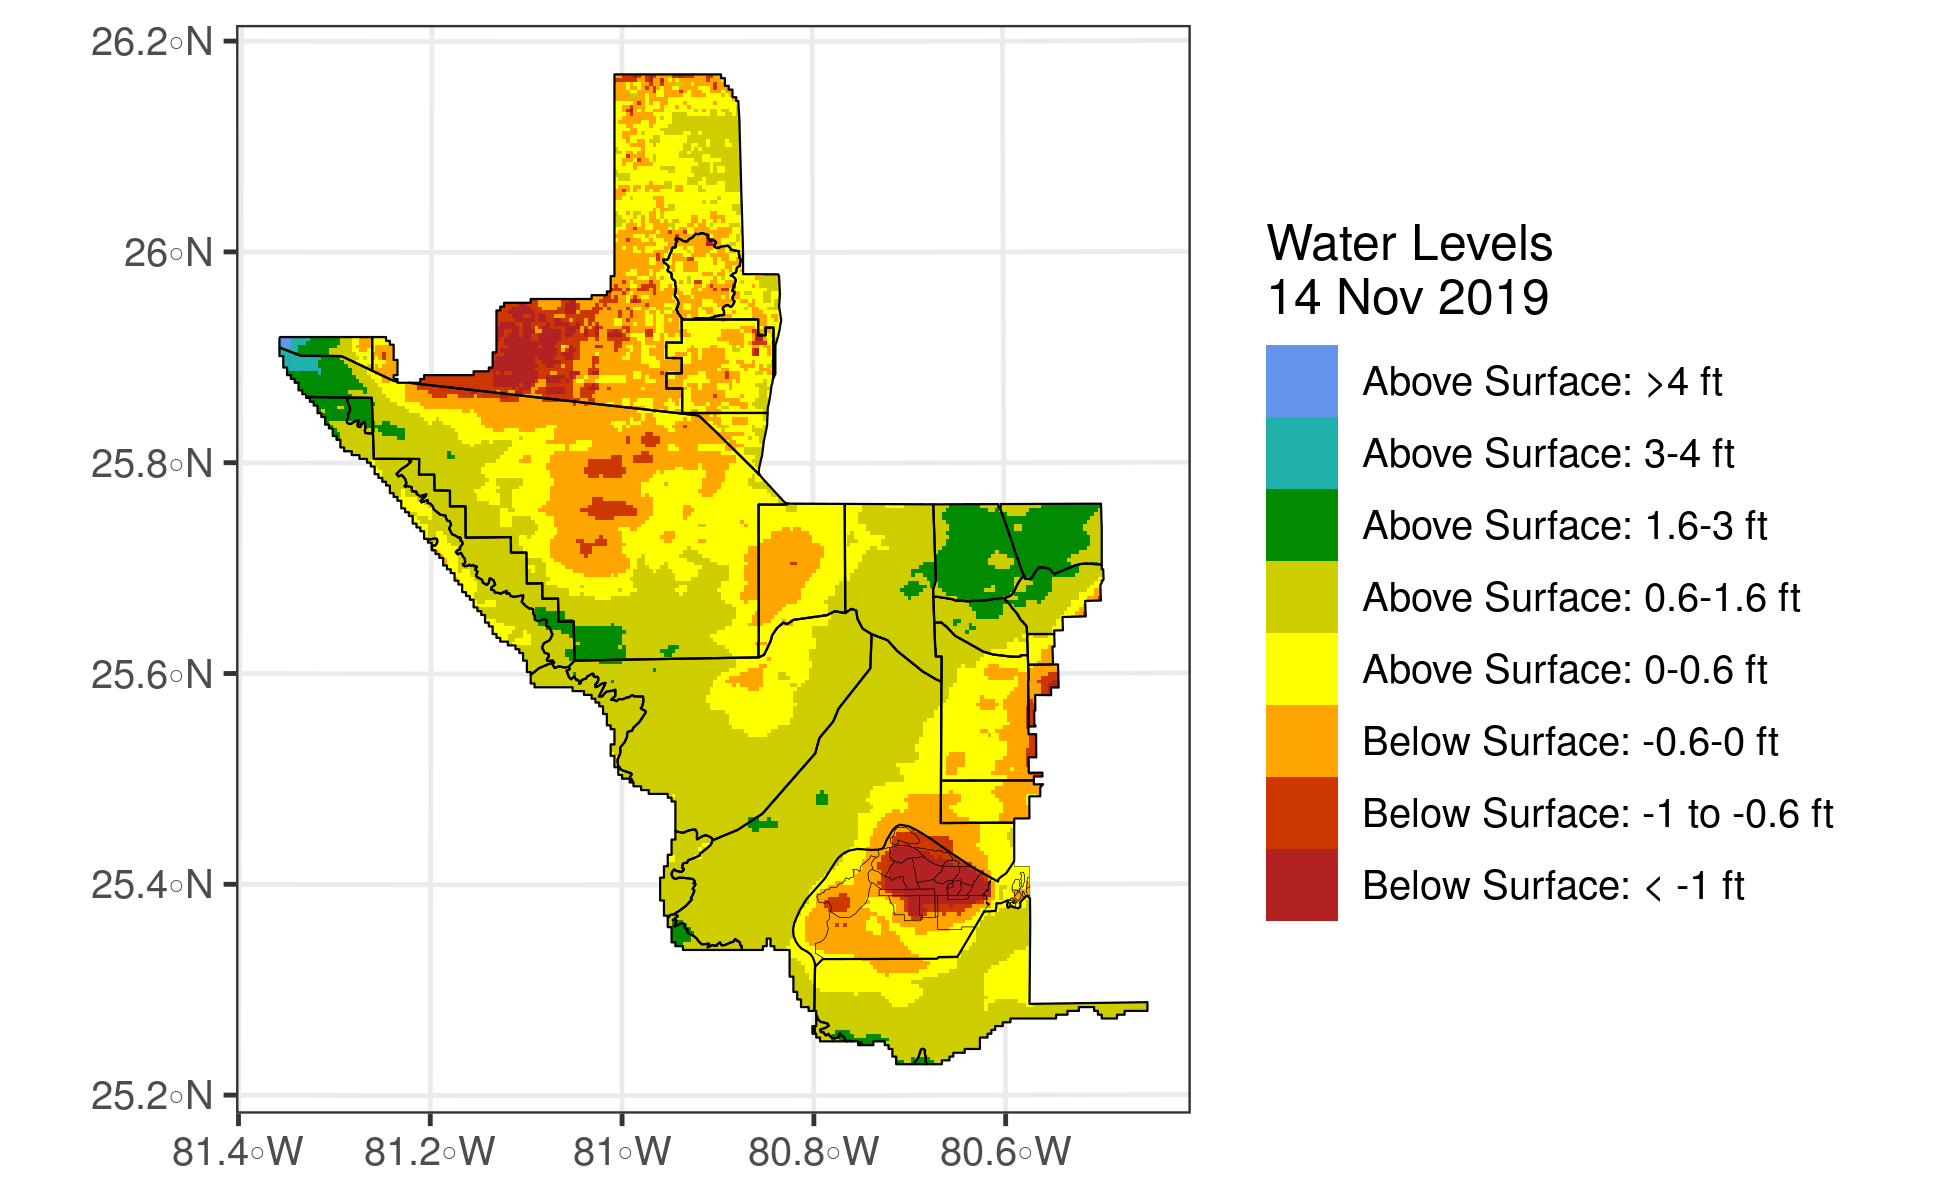 26.2◦N
26◦N
25.8◦N
25.6◦N
25.4◦N
25.2◦N
81.4◦W
81.2◦W
81◦W
80.8◦W
80.6◦W
Water Levels
14 Nov 2019
Above Surface: >4 ft
Above Surface: 3-4 ft
Above Surface: 1.6-3 ft
Above Surface: 0.6-1.6 ft
Above Surface: 0-0.6 ft
Below Surface: -0.6-0 ft
Below Surface: -1 to -0.6 ft
Below Surface: < -1 ft